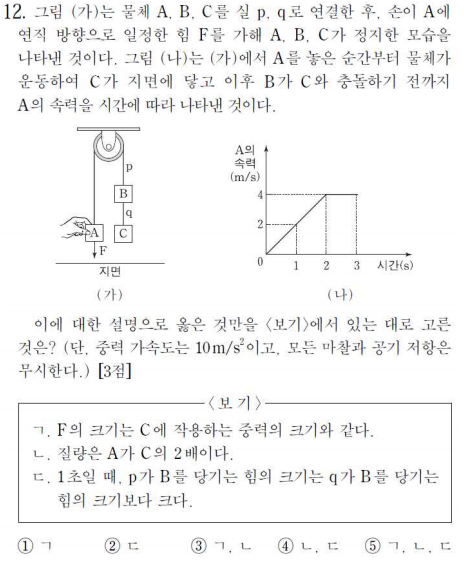 12. 그림 (가)는 물체 A, B, C를 실 p, q로 연결한 후, 손이 A에
연직 방향으로 일정한 힘 F를 가해 A, B, C가 정지한 모습을
나타낸 것이다. 그림 (나)는 (가)에서 A를 놓은 순간부터 물체가
운동하여 C가 지면에 닿고 이후 B가 C와 충돌하기 전까지
A의 속력을 시간에 따라 나타낸 것이다.
p
B
q
A
C
F
지면
(가)
A의
속력
(m/s)
4
2
0
1
2
3
시간(s)
(나)
이에 대한 설명으로 옳은 것만을 <보기>에서 있는 대로 고른
것은? (단, 중력 가속도는 10m/s²이고, 모든 마찰과 공기 저항은
무시한다.) [3점]
<보 기>
ㄱ. F의 크기는 C에 작용하는 중력의 크기와 같다.
ㄴ. 질량은 A가 C의 2배이다.
ㄷ. 1초일 때, p가 B를 당기는 힘의 크기는 q가 B를 당기는
힘의 크기보다 크다.
① ㄱ ② ㄷ ③ ㄱ, ㄴ ④ ㄴ, ㄷ ⑤ ㄱ, ㄴ, ㄷ